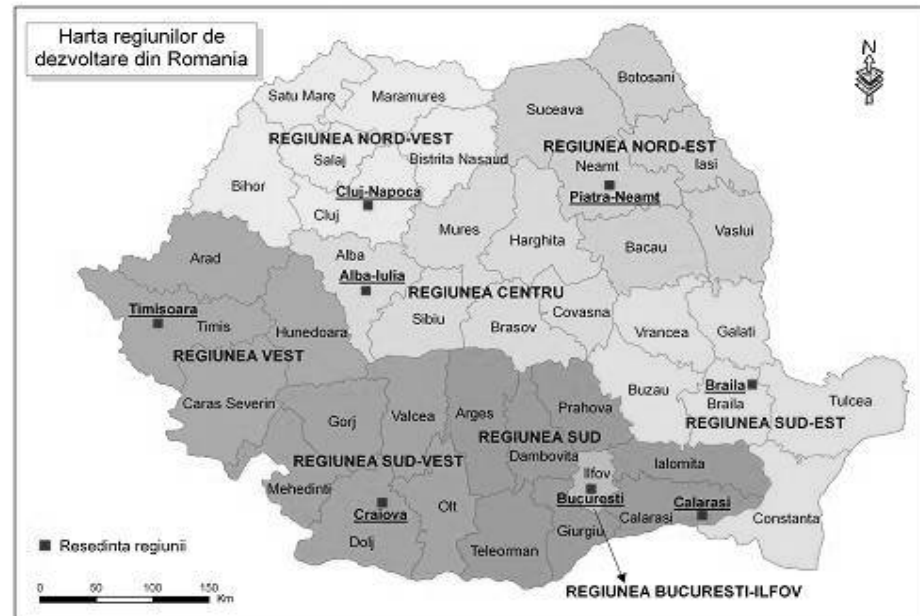 Harta regiunilor de
dezvoltare din Romania
N
Botosani
Satu Mare
Maramures
Suceava
REGIUNEA NORD-VEST
REGIUNEA NORD-EST
Salaj
Bistrita Nasaud
Neamt
Iasi
Bihor
Cluj-Napoca
Piatra-Neamt
Cluj
Mures
Harghita
Bacau
Vaslui
Arad
Alba
Alba-Iulia
REGIUNEA CENTRU
Timisoara
Timis
Hunedoara
Sibiu
Brasov
Covasna
Vrancea
Galati
REGIUNEA VEST
Buzau
Braila
Braila
Tulcea
Caras Severin
Gorj
Valcea
Arges
Prahova
REGIUNEA SUD-EST
REGIUNEA SUD
REGIUNEA SUD-VEST
Dambovita
Ialomita
Ilfov
Mehedinti
Bucuresti
Calarasi
Craiova
Olt
Giurgiu
Calarasi
Constanta
Dolj
Teleorman
Resedinta regiunii
REGIUNEA BUCURESTI-ILFOV
0 50 100 150
Km